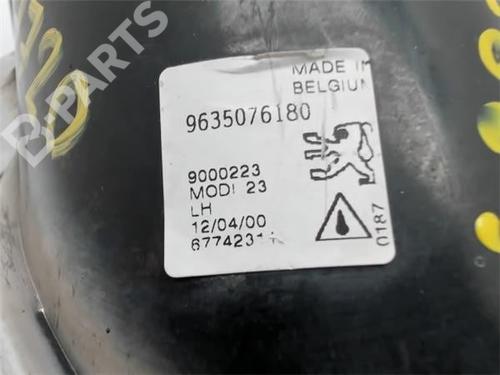 B-PARTS
MADE IN
BELGIUM
9635076180
9000223
MODI 23
LH
12/04/00
0187